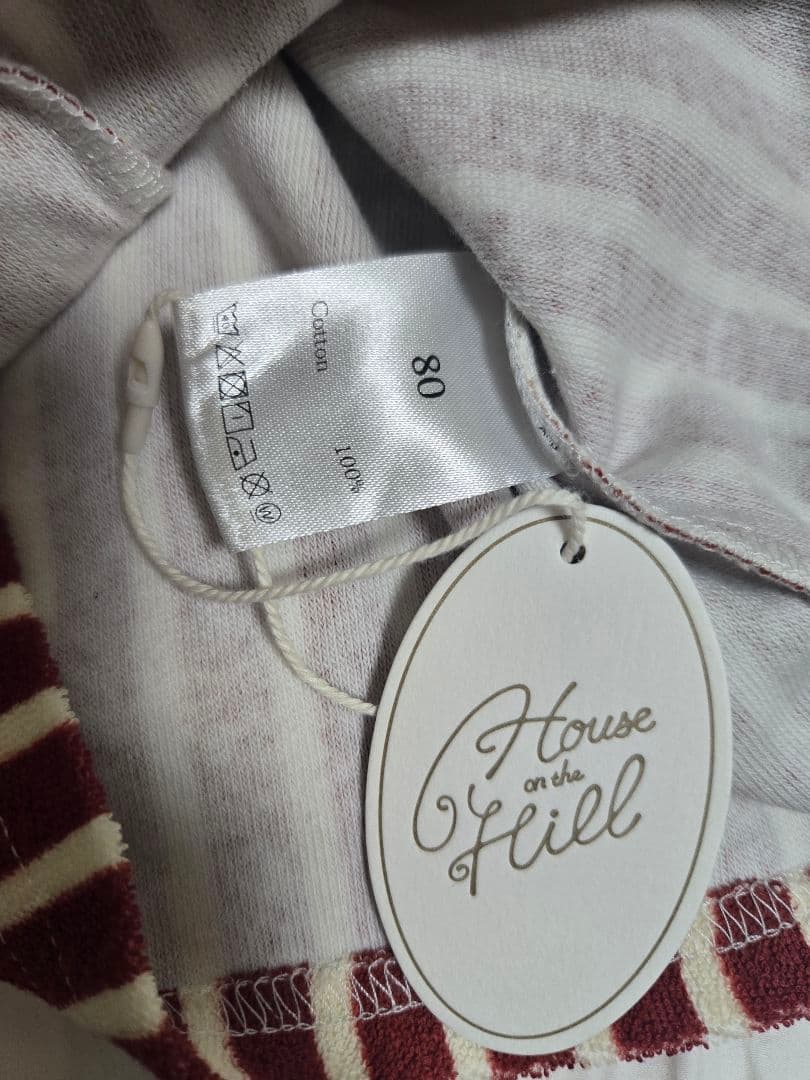 80
Cotton 100%
W
House
on the
Hill